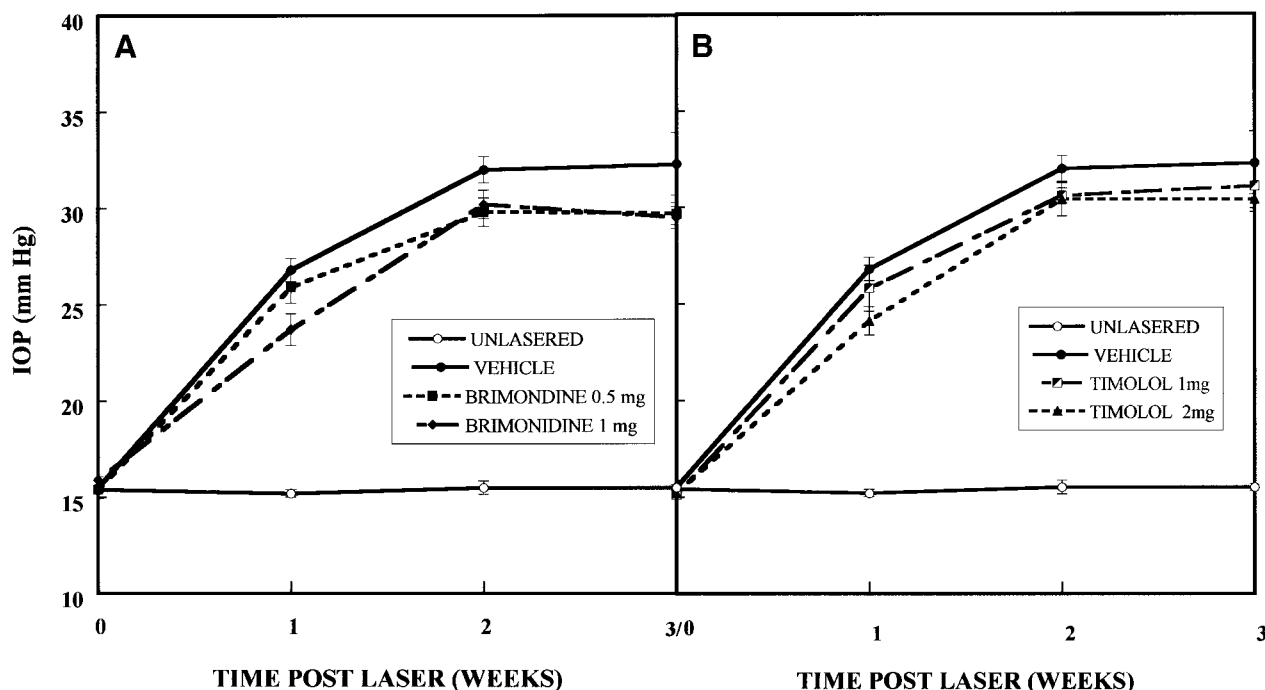 A
B
IOP (mm Hg)
40
35
30
25
20
15
10
UNLASERED
VEHICLE
BRIMONDINE 0.5 mg
BRIMONIDINE 1 mg
UNLASERED
VEHICLE
TIMOLOL 1mg
TIMOLOL 2mg
0
1
2
3/0
1
2
3
TIME POST LASER (WEEKS)
TIME POST LASER (WEEKS)